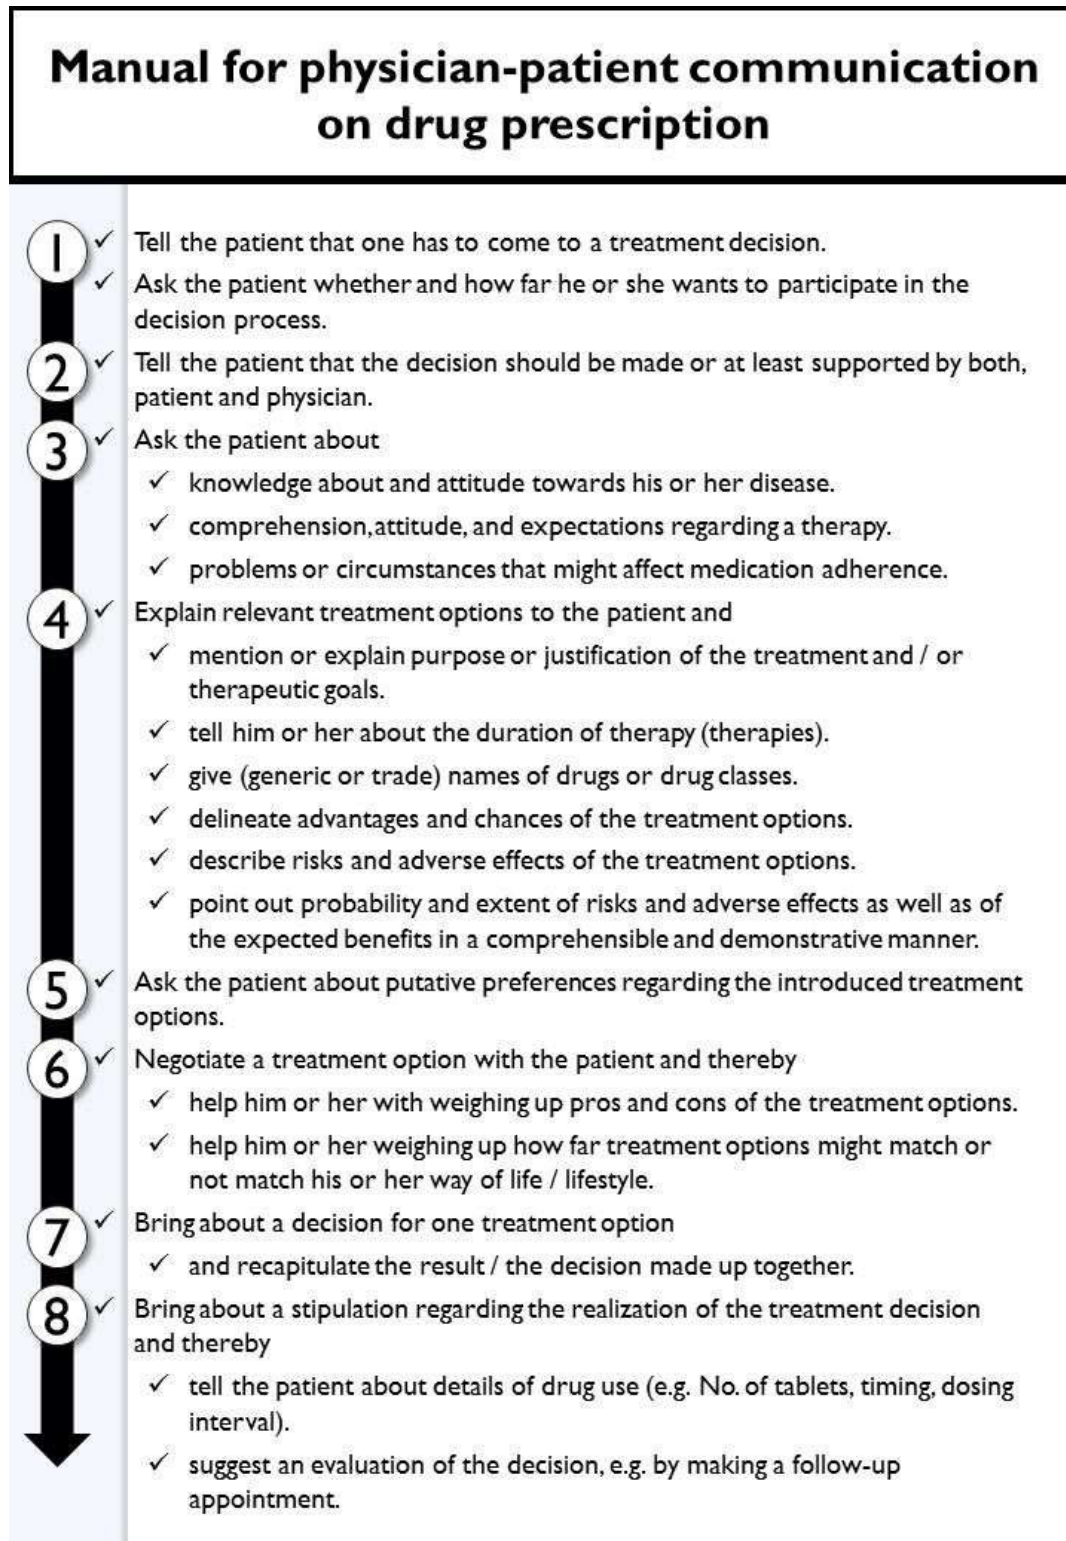 Manual for physician-patient communication
on drug prescription
1
✓ Tell the patient that one has to come to a treatment decision.
✓ Ask the patient whether and how far he or she wants to participate in the
decision process.
2
✓ Tell the patient that the decision should be made or at least supported by both,
patient and physician.
3
✓ Ask the patient about
✓ knowledge about and attitude towards his or her disease.
✓ comprehension, attitude, and expectations regarding a therapy.
✓ problems or circumstances that might affect medication adherence.
4
✓ Explain relevant treatment options to the patient and
✓ mention or explain purpose or justification of the treatment and / or
therapeutic goals.
✓ tell him or her about the duration of therapy (therapies).
✓ give (generic or trade) names of drugs or drug classes.
✓ delineate advantages and chances of the treatment options.
✓ describe risks and adverse effects of the treatment options.
✓ point out probability and extent of risks and adverse effects as well as of
the expected benefits in a comprehensible and demonstrative manner.
5
✓ Ask the patient about putative preferences regarding the introduced treatment
options.
6
✓ Negotiate a treatment option with the patient and thereby
✓ help him or her with weighing up pros and cons of the treatment options.
✓ help him or her weighing up how far treatment options might match or
not match his or her way of life / lifestyle.
7
✓ Bring about a decision for one treatment option
✓ and recapitulate the result / the decision made up together.
8
✓ Bring about a stipulation regarding the realization of the treatment decision
and thereby
✓ tell the patient about details of drug use (e.g. No. of tablets, timing, dosing
interval).
✓ suggest an evaluation of the decision, e.g. by making a follow-up
appointment.